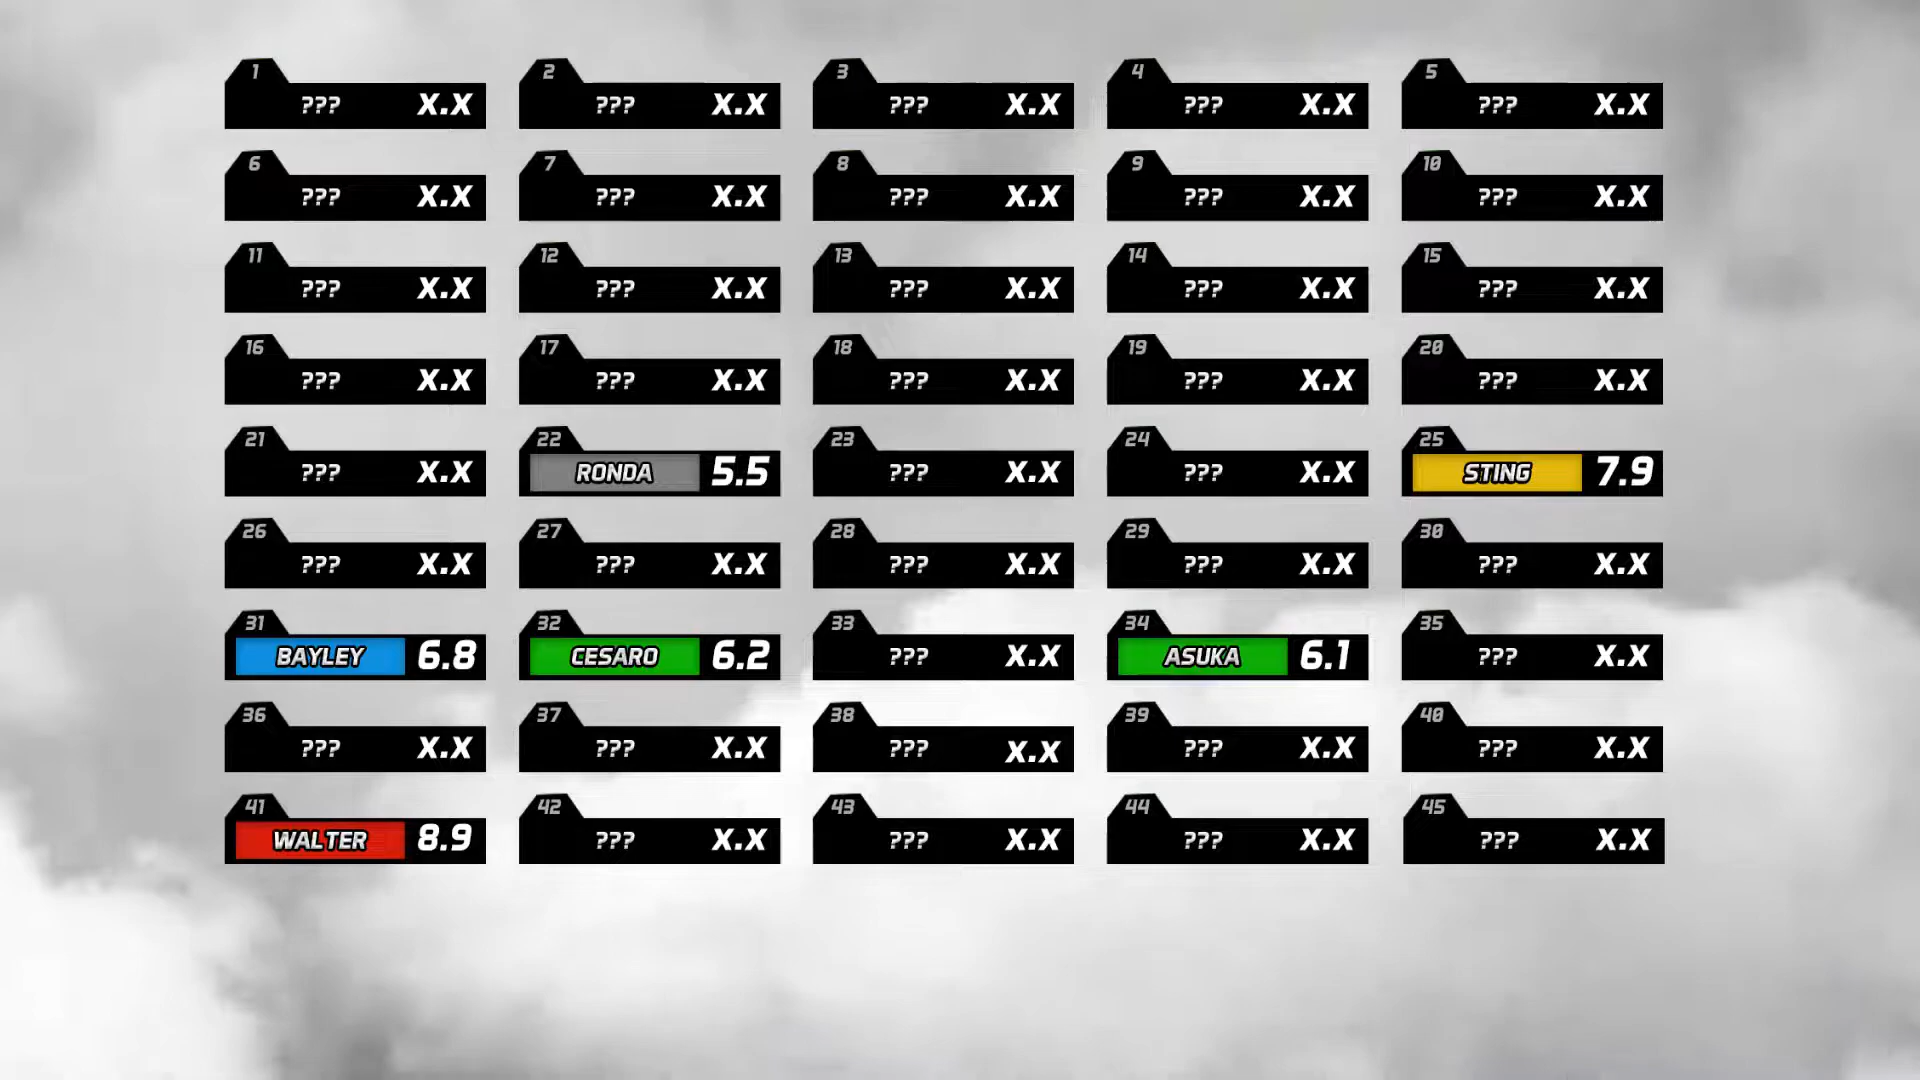 1 2 3 4 5
??? X.X ??? X.X ??? X.X ??? X.X ??? X.X
6 7 8 9 10
??? X.X ??? X.X ??? X.X ??? X.X ??? X.X
11 12 13 14 15
??? X.X ??? X.X ??? X.X ??? X.X ??? X.X
16 17 18 19 20
??? X.X ??? X.X ??? X.X ??? X.X ??? X.X
21 22 23 24 25
??? X.X RONDA 5.5 ??? X.X ??? X.X STING 7.9
26 27 28 29 30
??? X.X ??? X.X ??? X.X ??? X.X ??? X.X
31 32 33 34 35
BAYLEY 6.8 CESARO 6.2 ??? X.X ASUKA 6.1 ??? X.X
36 37 38 39 40
??? X.X ??? X.X ??? X.X ??? X.X ??? X.X
41 42 43 44 45
WALTER 8.9 ??? X.X ??? X.X ??? X.X ??? X.X